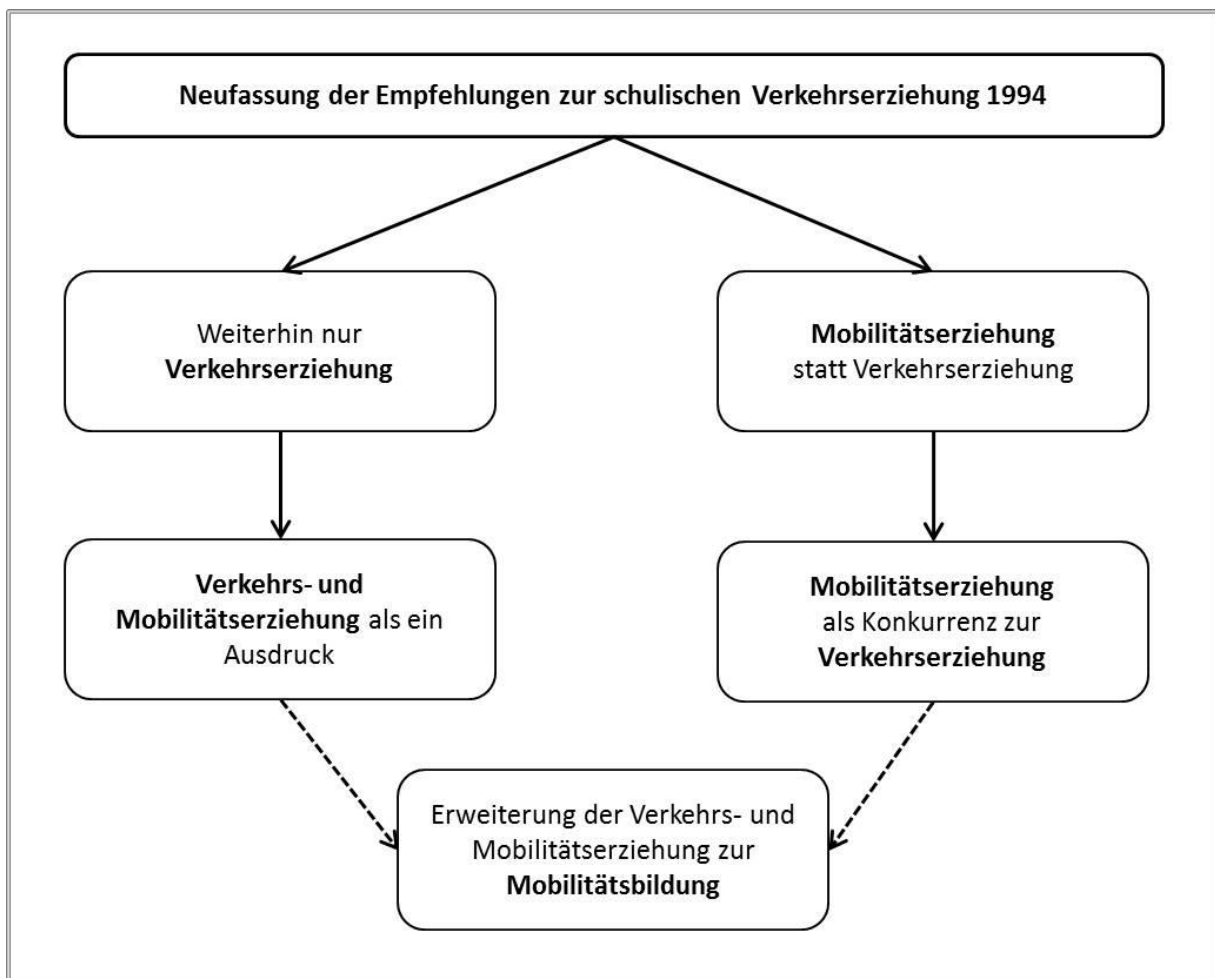 Neufassung der Empfehlungen zur schulischen Verkehrserziehung 1994
Weiterhin nur
Verkehrserziehung
Mobilitätserziehung
statt Verkehrserziehung
Verkehrs- und
Mobilitätserziehung als ein
Ausdruck
Mobilitätserziehung
als Konkurrenz zur
Verkehrserziehung
Erweiterung der Verkehrs- und
Mobilitätserziehung zur
Mobilitätsbildung